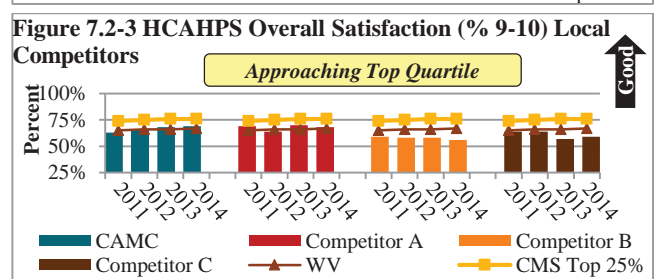 Figure 7.2-3 HCAHPS Overall Satisfaction (% 9-10) Local
Competitors
Good
Approaching Top Quartile
Percent
100%
75%
50%
25%
2011 2012 2013 2014 2011 2012 2013 2014 2011 2012 2013 2014 2011 2012 2013 2014
CAMC Competitor A Competitor B
Competitor C WV CMS Top 25%